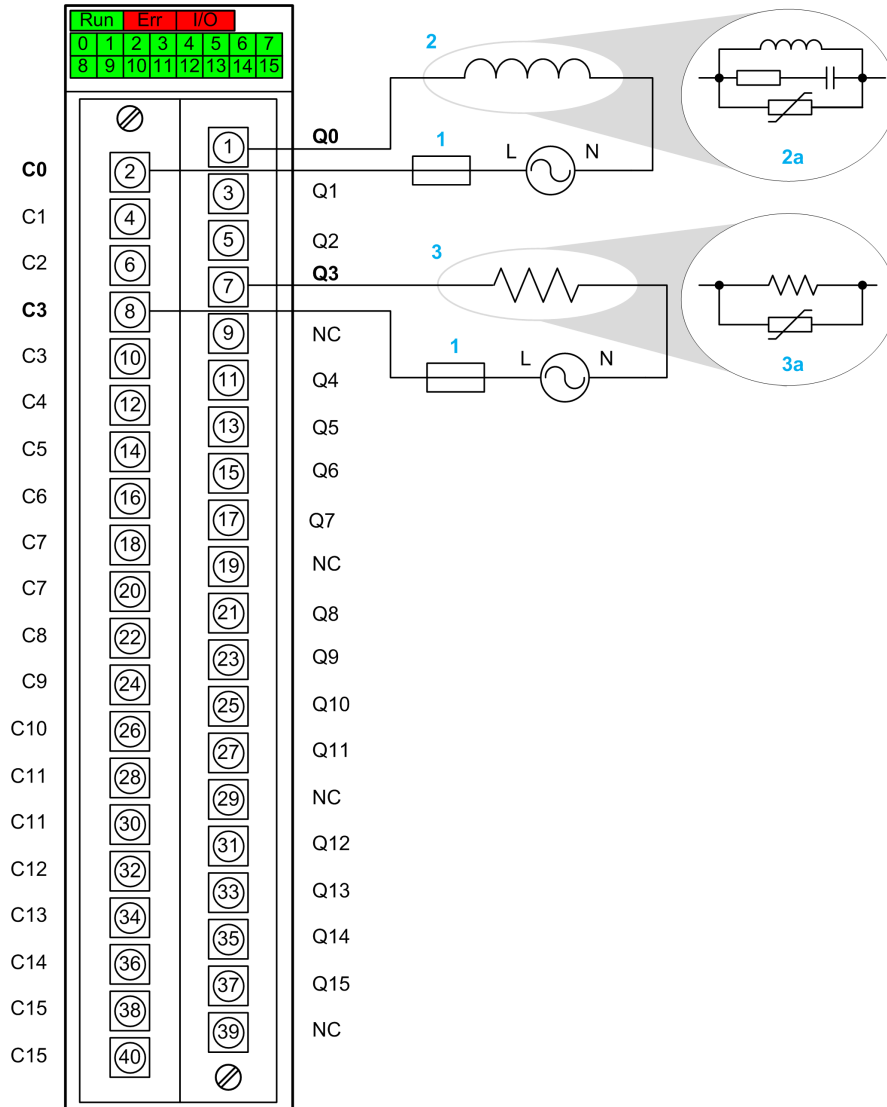 Run Err I/O
0 1 2 3 4 5 6 7
8 9 10 11 12 13 14 15
2
2a
1 Q0
1
L N
C0 2
3 Q1
C1 4
5 Q2
C2 6
3
7 Q3
C3 8
3a
9 NC
1
L N
C3 10
11 Q4
C4 12
13 Q5
C5 14
15 Q6
C6 16
17 Q7
C7 18
19 NC
C7 20
21 Q8
C8 22
23 Q9
C9 24
25 Q10
C10 26
27 Q11
C11 28
29 NC
C11 30
31 Q12
C12 32
33 Q13
C13 34
35 Q14
C14 36
37 Q15
C15 38
39 NC
C15 40